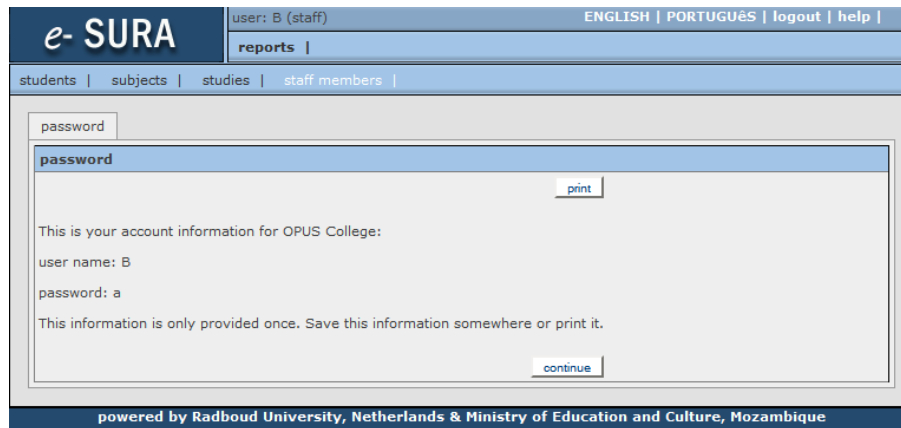 e- SURA
user: B (staff)
ENGLISH | PORTUGUêS | logout | help |
reports |
students | subjects | studies | staff members |
password
password
print
This is your account information for OPUS College:
user name: B
password: a
This information is only provided once. Save this information somewhere or print it.
continue
powered by Radboud University, Netherlands & Ministry of Education and Culture, Mozambique